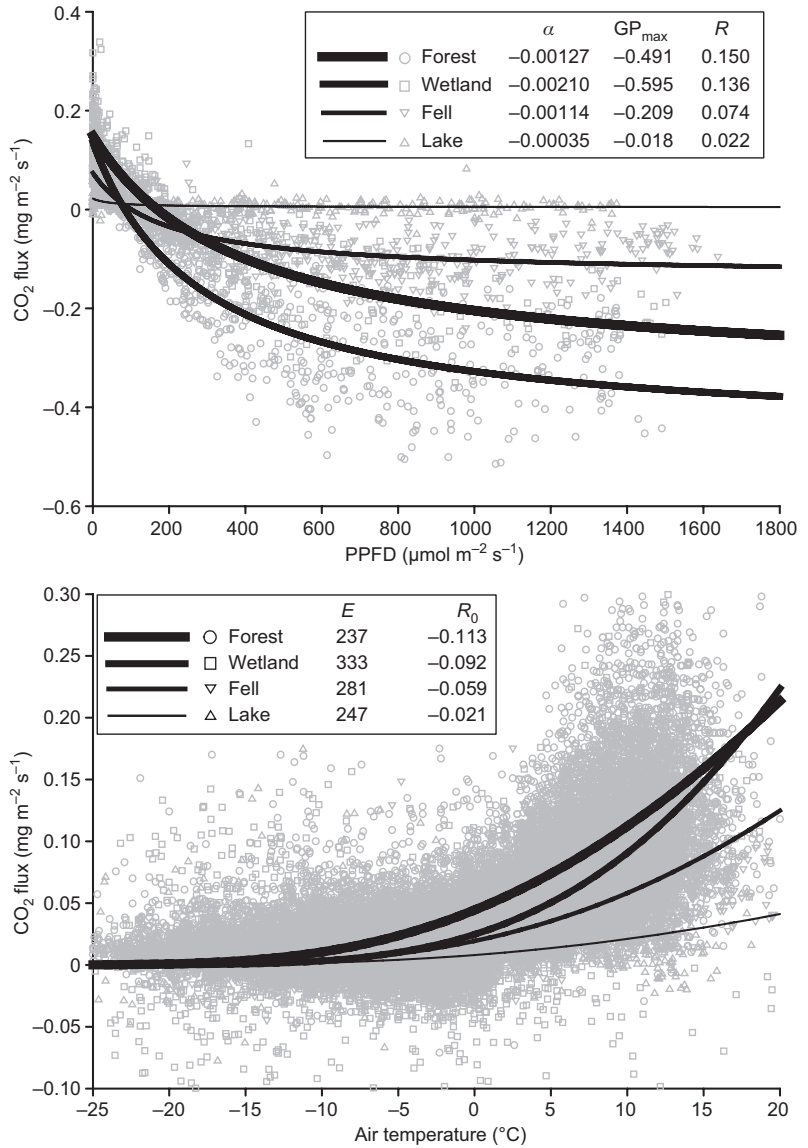 α GPmax R
Forest –0.00127 –0.491 0.150
Wetland –0.00210 –0.595 0.136
Fell –0.00114 –0.209 0.074
Lake –0.00035 –0.018 0.022
CO2 flux (mg m–2 s–1)
0.4
0.2
0
–0.2
–0.4
–0.6
0 200 400 600 800 1000 1200 1400 1600 1800
PPFD (µmol m–2 s–1)
E R0
Forest 237 –0.113
Wetland 333 –0.092
Fell 281 –0.059
Lake 247 –0.021
CO2 flux (mg m–2 s–1)
0.30
0.25
0.20
0.15
0.10
0.05
0
–0.05
–0.10
–25 –20 –15 –10 –5 0 5 10 15 20
Air temperature (°C)